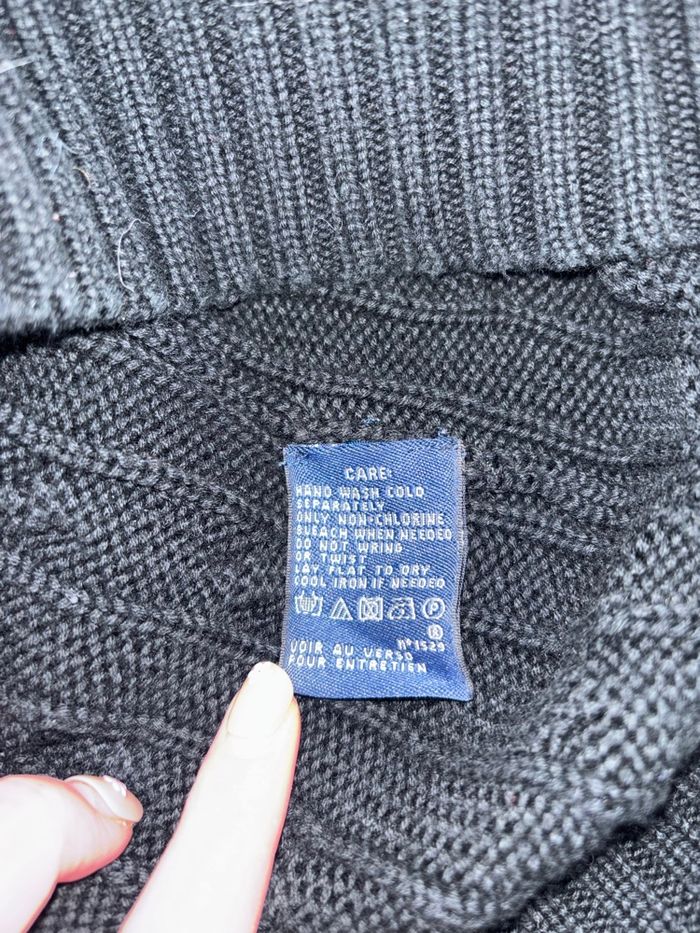 CARE:
HAND WASH COLD
SEPARATELY
ONLY NON-CHLORINE
BLEACH WHEN NEEDED
DO NOT WRING
OR TWIST
LAY FLAT TO DRY
COOL IRON IF NEEDED
P
R
nº1529
VOIR AU VERSO
POUR ENTRETIEN